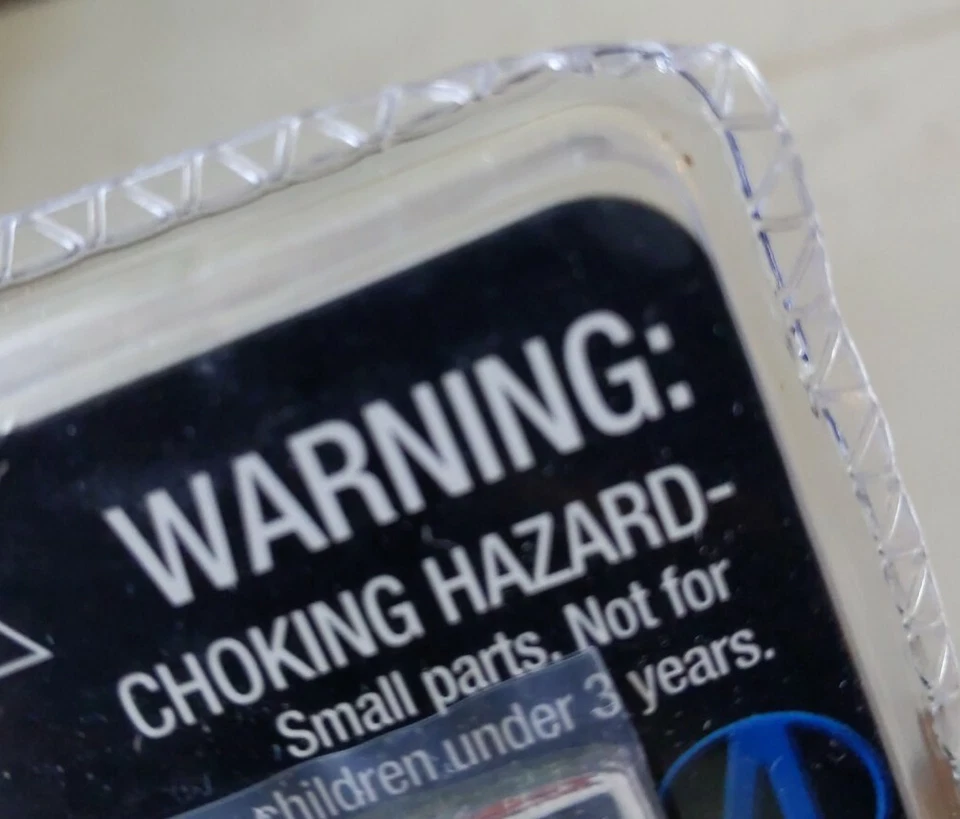 WARNING:
CHOKING HAZARD-
Small parts. Not for
children under 3 years.